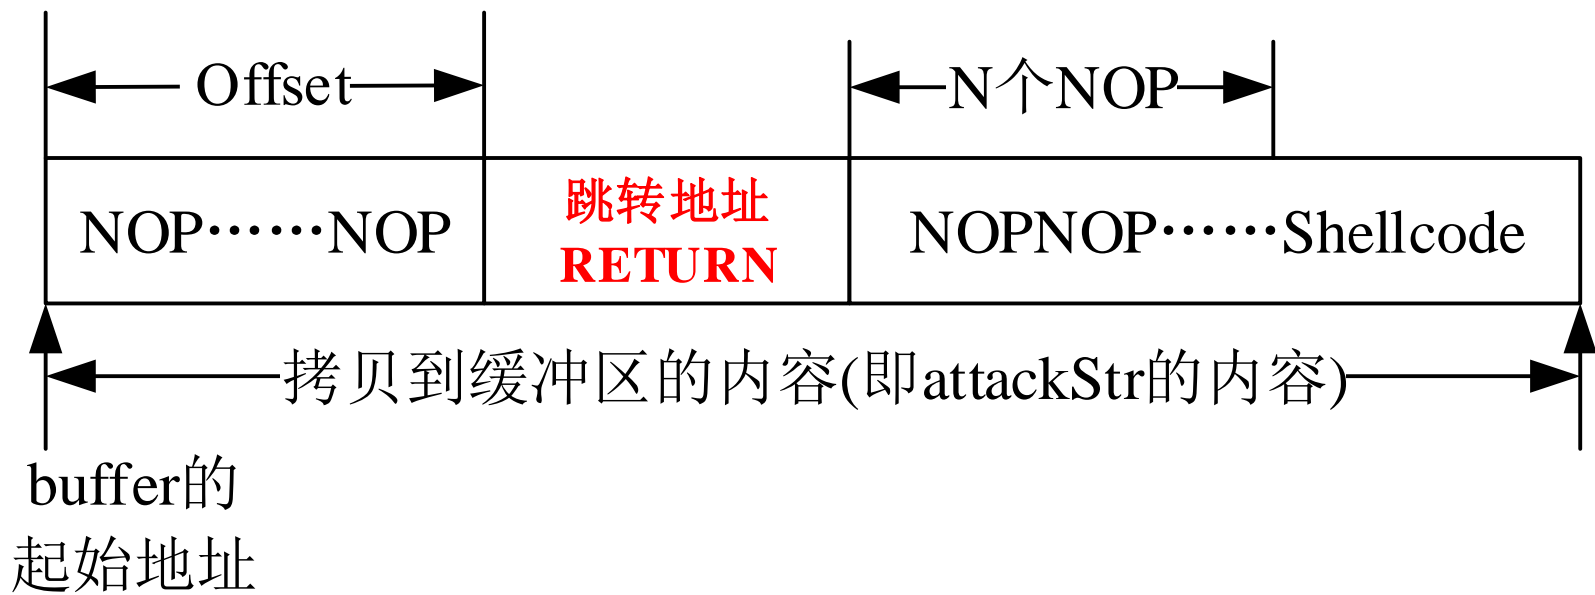 Offset
N个NOP
NOP……NOP
跳转地址
RETURN
NOPNOP……Shellcode
拷贝到缓冲区的内容(即attackStr的内容)
buffer的
起始地址